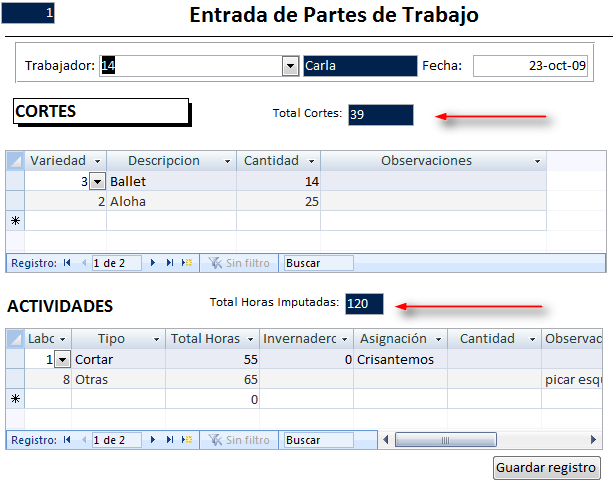 1
Entrada de Partes de Trabajo
Trabajador: 14 Carla Fecha: 23-oct-09
CORTES Total Cortes: 39
Variedad Descripcion Cantidad Observaciones
3 Ballet 14
2 Aloha 25
Registro: 1 de 2 Sin filtro Buscar
ACTIVIDADES Total Horas Imputadas: 120
Labo Tipo Total Horas Invernadero Asignación Cantidad Observac
1 Cortar 55 0 Crisantemos
8 Otras 65 picar esqu
0
Registro: 1 de 2 Sin filtro Buscar
Guardar registro